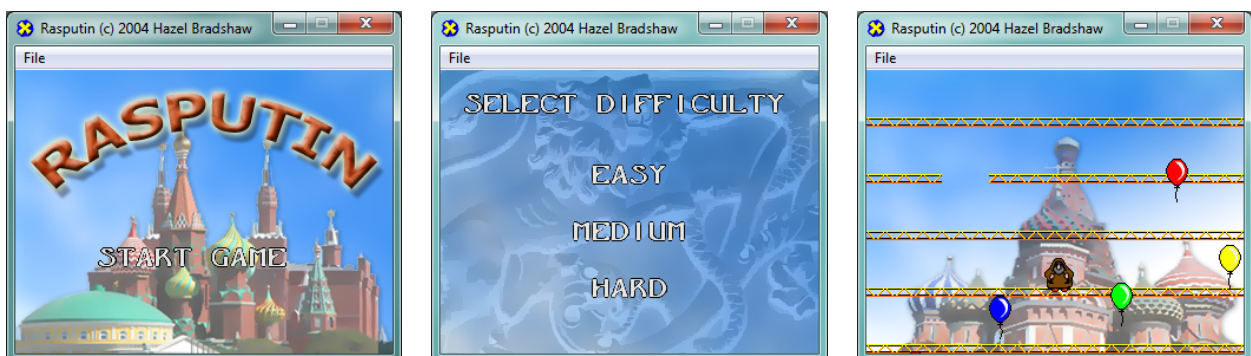 Rasputin (c) 2004 Hazel Bradshaw
File
RASPUTIN
START GAME
Rasputin (c) 2004 Hazel Bradshaw
File
SELECT DIFFICULTY
EASY
MEDIUM
HARD
Rasputin (c) 2004 Hazel Bradshaw
File